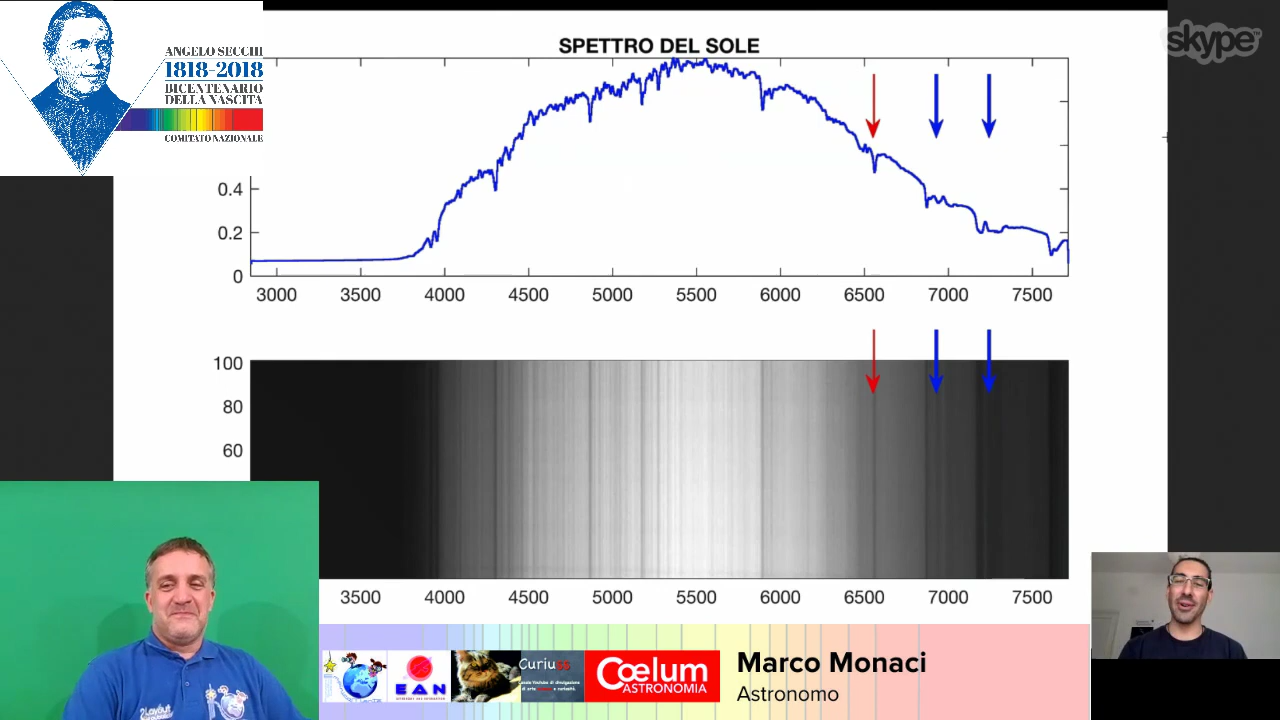 ANGELO SECCHI
1818-2018
BICENTENARIO
DELLA NASCITA
COMITATO NAZIONALE
skype™
SPETTRO DEL SOLE
0.4
0.2
0
3000 3500 4000 4500 5000 5500 6000 6500 7000 7500
100
80
60
3500 4000 4500 5000 5500 6000 6500 7000 7500
EAN
Curiuss
Cœlum
ASTRONOMIA
Marco Monaci
Astronomo